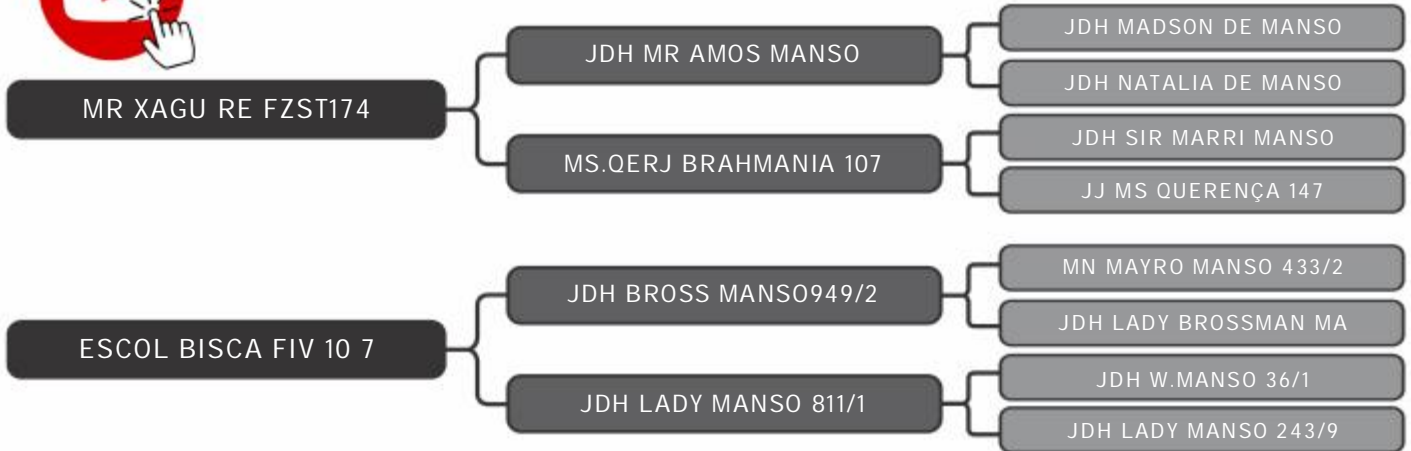 MR XAGU RE FZST174
JDH MR AMOS MANSO
JDH MADSON DE MANSO
JDH NATALIA DE MANSO
MS.QERJ BRAHMANIA 107
JDH SIR MARRI MANSO
JJ MS QUERENÇA 147
ESCOL BISCA FIV 10 7
JDH BROSS MANSO949/2
MN MAYRO MANSO 433/2
JDH LADY BROSSMAN MA
JDH LADY MANSO 811/1
JDH W.MANSO 36/1
JDH LADY MANSO 243/9